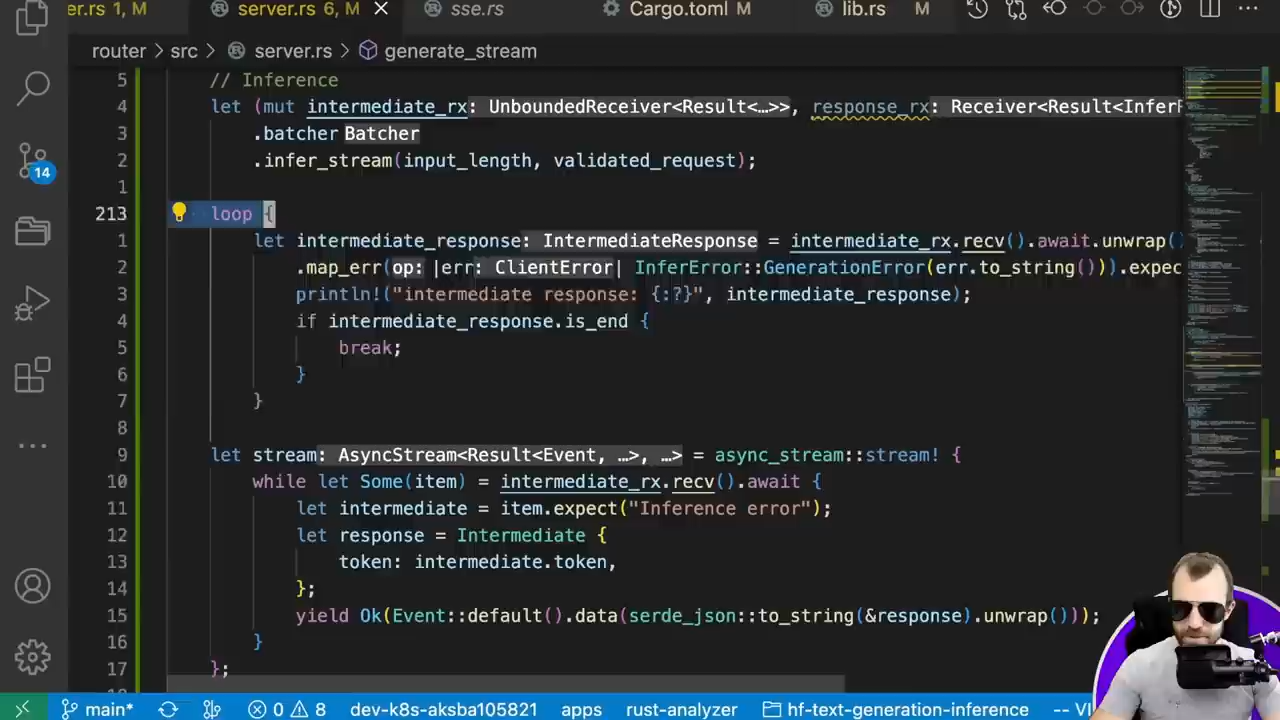 er.rs 1, M server.rs 6, M sse.rs Cargo.toml M lib.rs M
router > src > server.rs > generate_stream
5 // Inference
4 let (mut intermediate_rx: UnboundedReceiver<Result<…>>, response_rx: Receiver<Result<InferR
3 .batcher Batcher
2 .infer_stream(input_length, validated_request);
1
213 loop {
1 let intermediate_response: IntermediateResponse = intermediate_rx.recv().await.unwrap()
2 .map_err(op: |err: ClientError| InferError::GenerationError(err.to_string())).expec
3 println!("intermediate response: {:?}", intermediate_response);
4 if intermediate_response.is_end {
5 break;
6 }
7 }
8
9 let stream: AsyncStream<Result<Event, …>, …> = async_stream::stream! {
10 while let Some(item) = intermediate_rx.recv().await {
11 let intermediate = item.expect("Inference error");
12 let response = Intermediate {
13 token: intermediate.token,
14 };
15 yield Ok(Event::default().data(serde_json::to_string(&response).unwrap()));
16 }
17 };
14
main* 0 8 dev-k8s-aksba105821 apps rust-analyzer hf-text-generation-inference -- VI